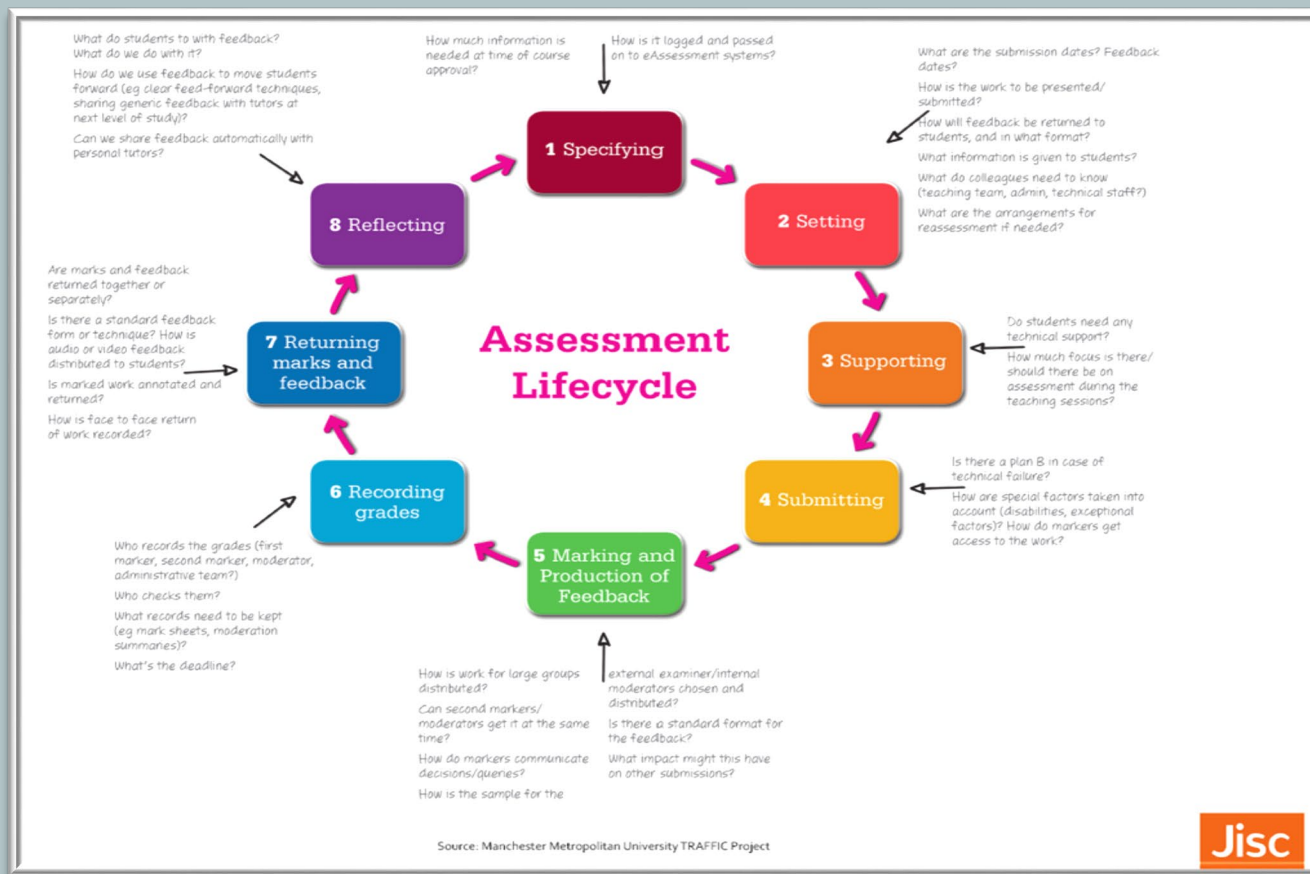 What do students to with feedback?
What do we do with it?
How do we use feedback to move students
forward (eg clear feed-forward techniques,
sharing generic feedback with tutors at
next level of study)?
Can we share feedback automatically with
personal tutors?
How much information is
needed at time of course
approval?
How is it logged and passed
on to eAssessment systems?
What are the submission dates? Feedback
dates?
How is the work to be presented/
submitted?
How will feedback be returned to
students, and in what format?
What information is given to students?
What do colleagues need to know
(teaching team, admin, technical staff?)
What are the arrangements for
reassessment if needed?
1 Specifying
2 Setting
8 Reflecting
Are marks and feedback
returned together or
separately?
Is there a standard feedback
form or technique? How is
audio or video feedback
distributed to students?
Is marked work annotated and
returned?
How is face to face return
of work recorded?
7 Returning
marks and
feedback
Assessment
Lifecycle
3 Supporting
Do students need any
technical support?
How much focus is there/
should there be on
assessment during the
teaching sessions?
6 Recording
grades
4 Submitting
Is there a plan B in case of
technical failure?
How are special factors taken into
account (disabilities, exceptional
factors)? How do markers get
access to the work?
5 Marking and
Production of
Feedback
Who records the grades (first
marker, second marker, moderator,
administrative team?)
Who checks them?
What records need to be kept
(eg mark sheets, moderation
summaries)?
What's the deadline?
How is work for large groups
distributed?
Can second markers/
moderators get it at the same
time?
How do markers communicate
decisions/queries?
How is the sample for the
external examiner/internal
moderators chosen and
distributed?
Is there a standard format for
the feedback?
What impact might this have
on other submissions?
Source: Manchester Metropolitan University TRAFFIC Project
Jisc